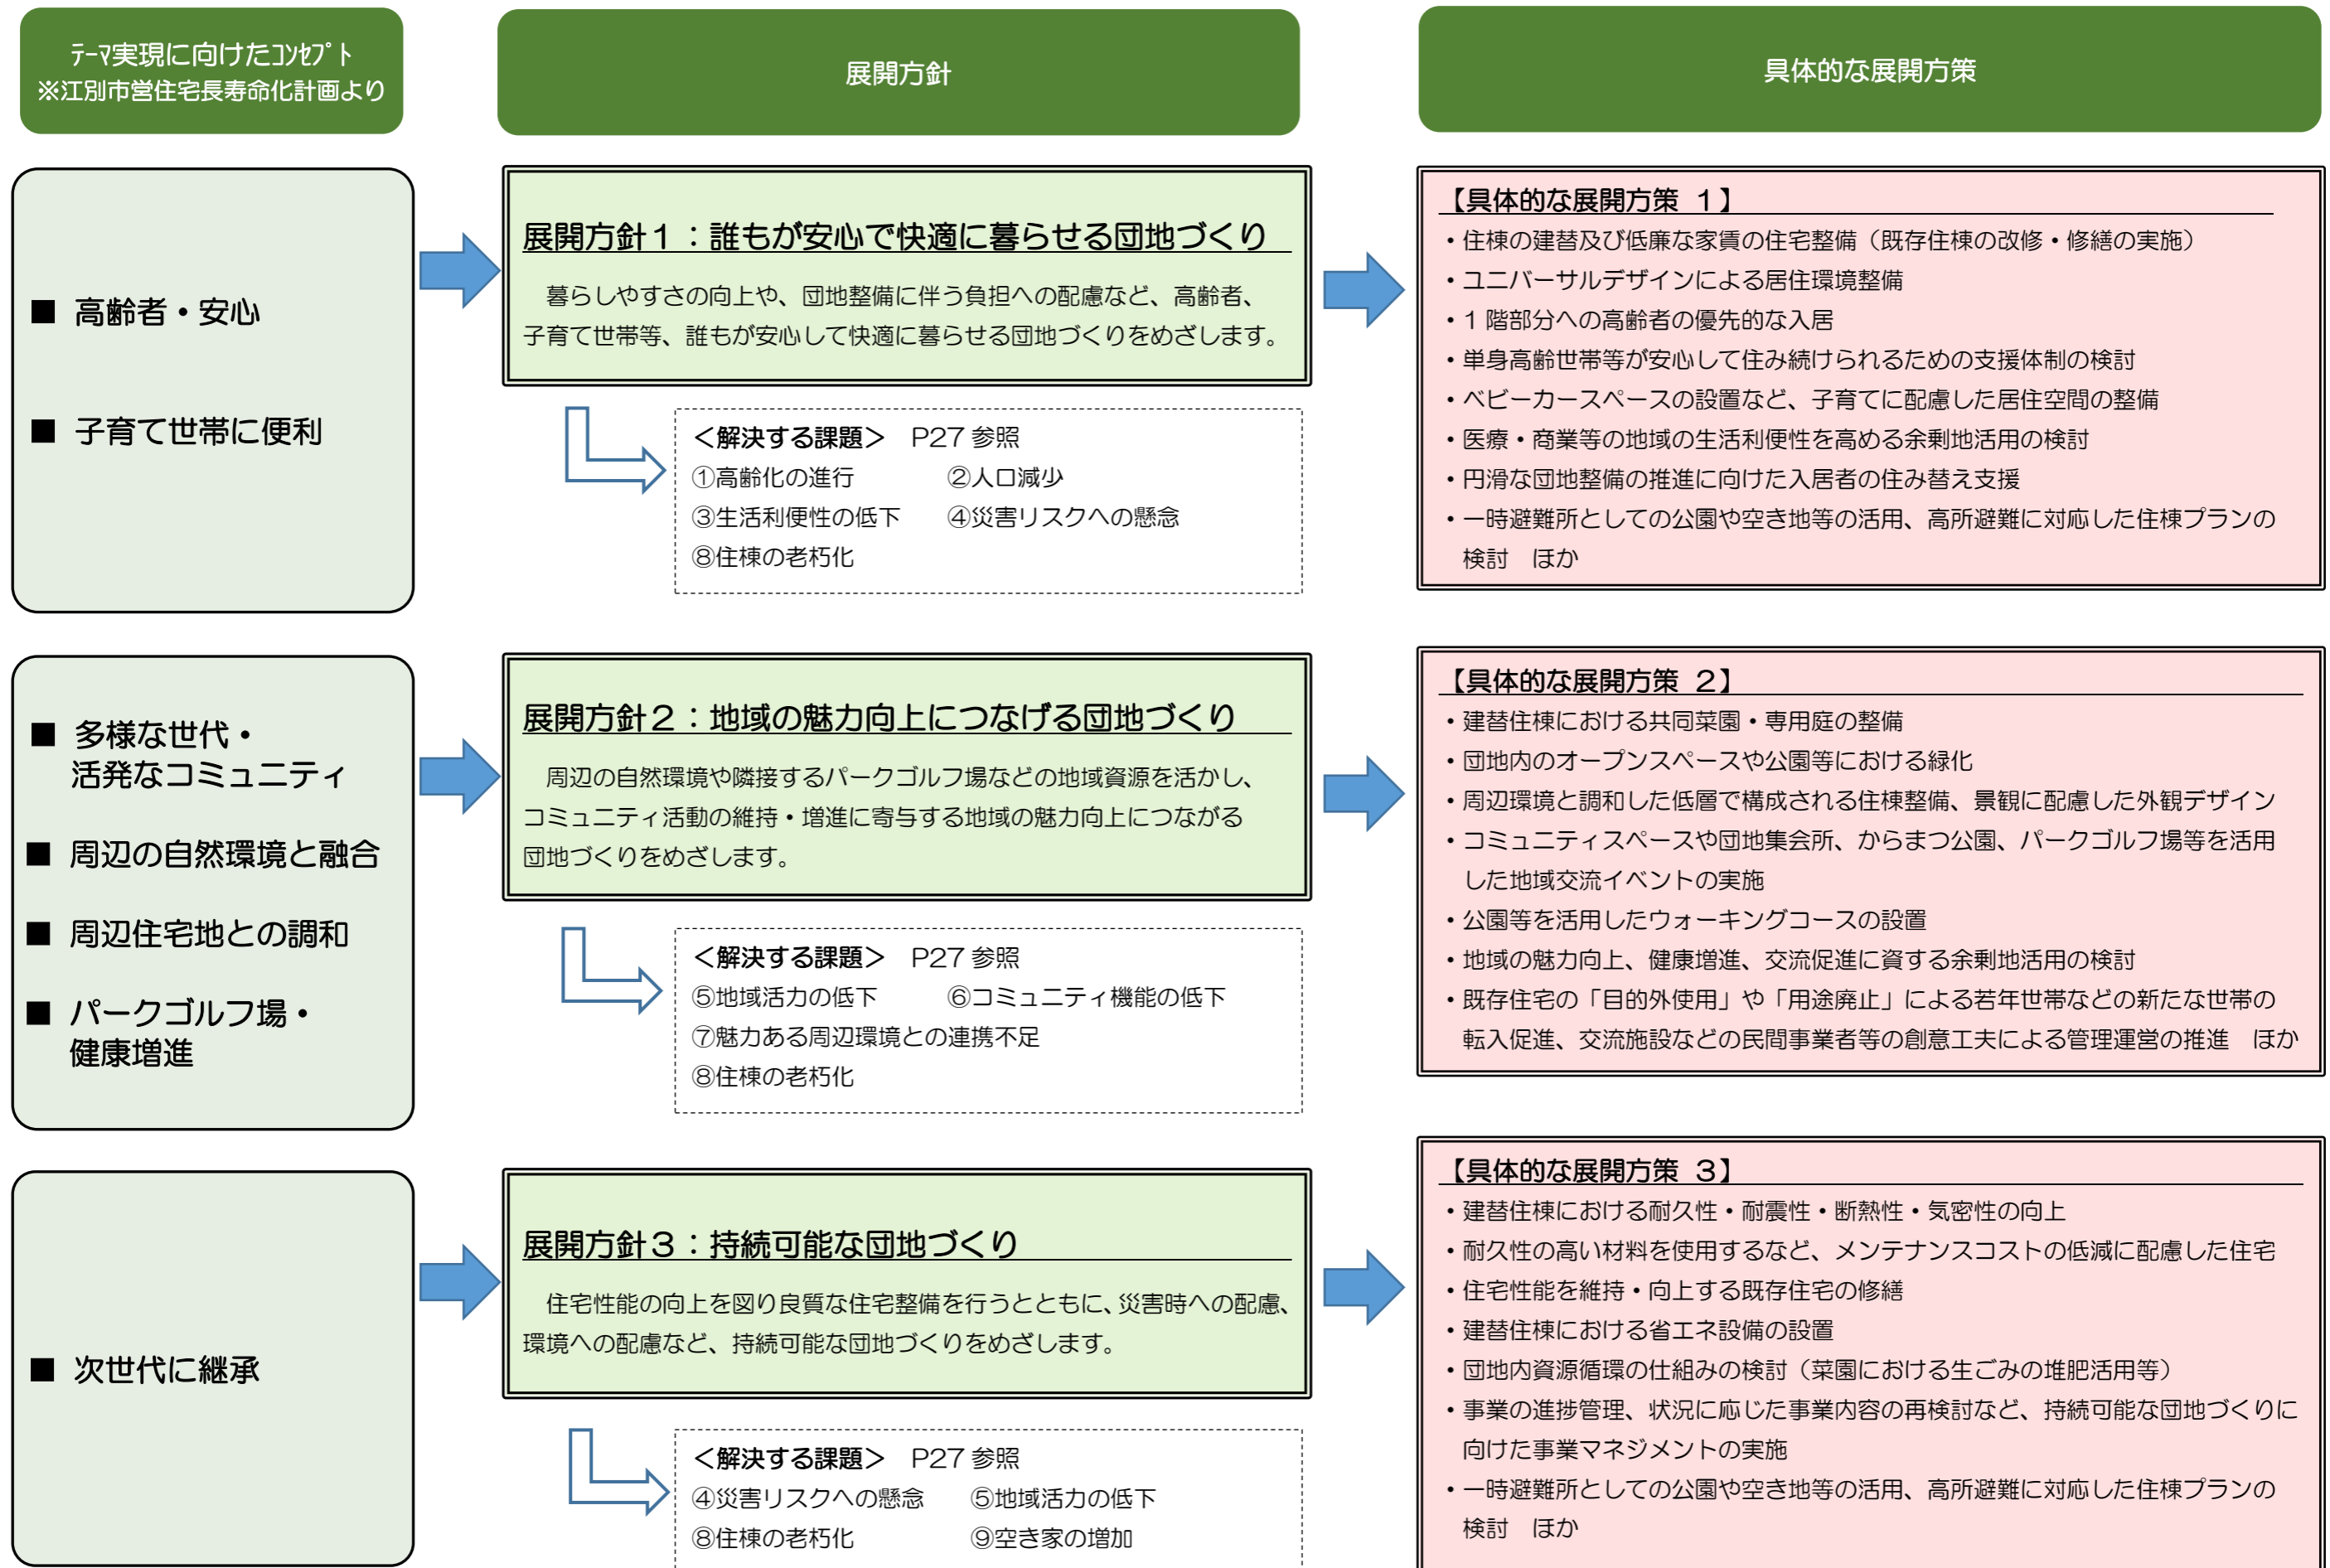 テーマ実現に向けたコンセプト
※江別市営住宅長寿命化計画より
展開方針
具体的な展開方策
■ 高齢者・安心
■ 子育て世帯に便利
展開方針1：誰もが安心で快適に暮らせる団地づくり
暮らしやすさの向上や、団地整備に伴う負担への配慮など、高齢者、
子育て世帯等、誰もが安心して快適に暮らせる団地づくりをめざします。
＜解決する課題＞ P27参照
①高齢化の進行 ②人口減少
③生活利便性の低下 ④災害リスクへの懸念
⑧住棟の老朽化
【具体的な展開方策 1】
・住棟の建替及び低廉な家賃の住宅整備（既存住棟の改修・修繕の実施）
・ユニバーサルデザインによる居住環境整備
・1階部分への高齢者の優先的な入居
・単身高齢世帯等が安心して住み続けられるための支援体制の検討
・ベビーカースペースの設置など、子育てに配慮した居住空間の整備
・医療・商業等の地域の生活利便性を高める余剰地活用の検討
・円滑な団地整備の推進に向けた入居者の住み替え支援
・一時避難所としての公園や空き地等の活用、高所避難に対応した住棟プランの
検討 ほか
■ 多様な世代・
活発なコミュニティ
■ 周辺の自然環境と融合
■ 周辺住宅地との調和
■ パークゴルフ場・
健康増進
展開方針2：地域の魅力向上につなげる団地づくり
周辺の自然環境や隣接するパークゴルフ場などの地域資源を活かし、
コミュニティ活動の維持・増進に寄与する地域の魅力向上につながる
団地づくりをめざします。
＜解決する課題＞ P27参照
⑤地域活力の低下 ⑥コミュニティ機能の低下
⑦魅力ある周辺環境との連携不足
⑧住棟の老朽化
【具体的な展開方策 2】
・建替住棟における共同菜園・専用庭の整備
・団地内のオープンスペースや公園等における緑化
・周辺環境と調和した低層で構成される住棟整備、景観に配慮した外観デザイン
・コミュニティスペースや団地集会所、からまつ公園、パークゴルフ場等を活用
した地域交流イベントの実施
・公園等を活用したウォーキングコースの設置
・地域の魅力向上、健康増進、交流促進に資する余剰地活用の検討
・既存住宅の「目的外使用」や「用途廃止」による若年世帯などの新たな世帯の
転入促進、交流施設などの民間事業者等の創意工夫による管理運営の推進 ほか
■ 次世代に継承
展開方針3：持続可能な団地づくり
住宅性能の向上を図り良質な住宅整備を行うとともに、災害時への配慮、
環境への配慮など、持続可能な団地づくりをめざします。
＜解決する課題＞ P27参照
④災害リスクへの懸念 ⑤地域活力の低下
⑧住棟の老朽化 ⑨空き家の増加
【具体的な展開方策 3】
・建替住棟における耐久性・耐震性・断熱性・気密性の向上
・耐久性の高い材料を使用するなど、メンテナンスコストの低減に配慮した住宅
・住宅性能を維持・向上する既存住宅の修繕
・建替住棟における省エネ設備の設置
・団地内資源循環の仕組みの検討（菜園における生ごみの堆肥活用等）
・事業の進捗管理、状況に応じた事業内容の再検討など、持続可能な団地づくりに
向けた事業マネジメントの実施
・一時避難所としての公園や空き地等の活用、高所避難に対応した住棟プランの
検討 ほか